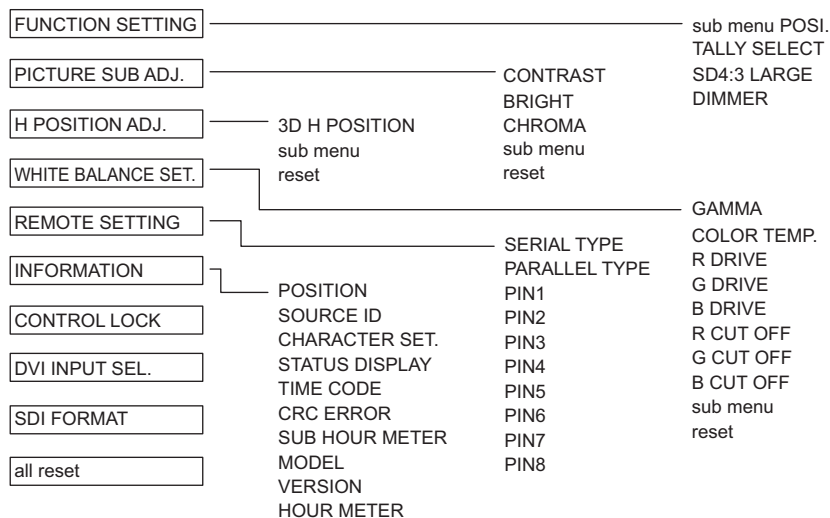 FUNCTION SETTING
sub menu POSI.
TALLY SELECT
SD4:3 LARGE
DIMMER
PICTURE SUB ADJ.
CONTRAST
BRIGHT
CHROMA
sub menu
reset
H POSITION ADJ.
3D H POSITION
sub menu
reset
WHITE BALANCE SET.
GAMMA
COLOR TEMP.
R DRIVE
G DRIVE
B DRIVE
R CUT OFF
G CUT OFF
B CUT OFF
sub menu
reset
REMOTE SETTING
SERIAL TYPE
PARALLEL TYPE
PIN1
PIN2
PIN3
PIN4
PIN5
PIN6
PIN7
PIN8
INFORMATION
POSITION
SOURCE ID
CHARACTER SET.
STATUS DISPLAY
TIME CODE
CRC ERROR
SUB HOUR METER
MODEL
VERSION
HOUR METER
CONTROL LOCK
DVI INPUT SEL.
SDI FORMAT
all reset